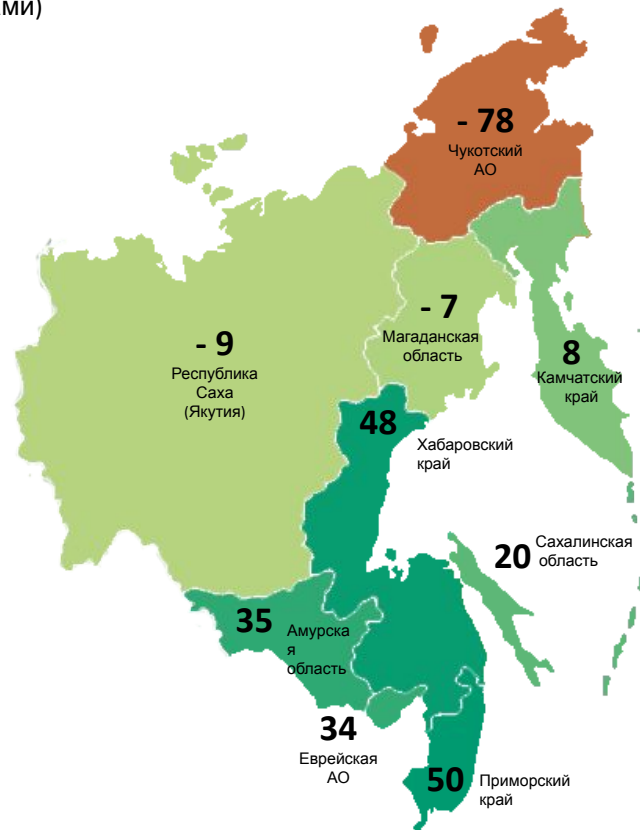 ами)
- 78
Чукотский
АО
- 7
Магаданская
область
- 9
Республика
Саха
(Якутия)
8
Камчатский
край
48
Хабаровский
край
20
Сахалинская
область
35
Амурска
я
область
34
Еврейская
АО
50
Приморский
край